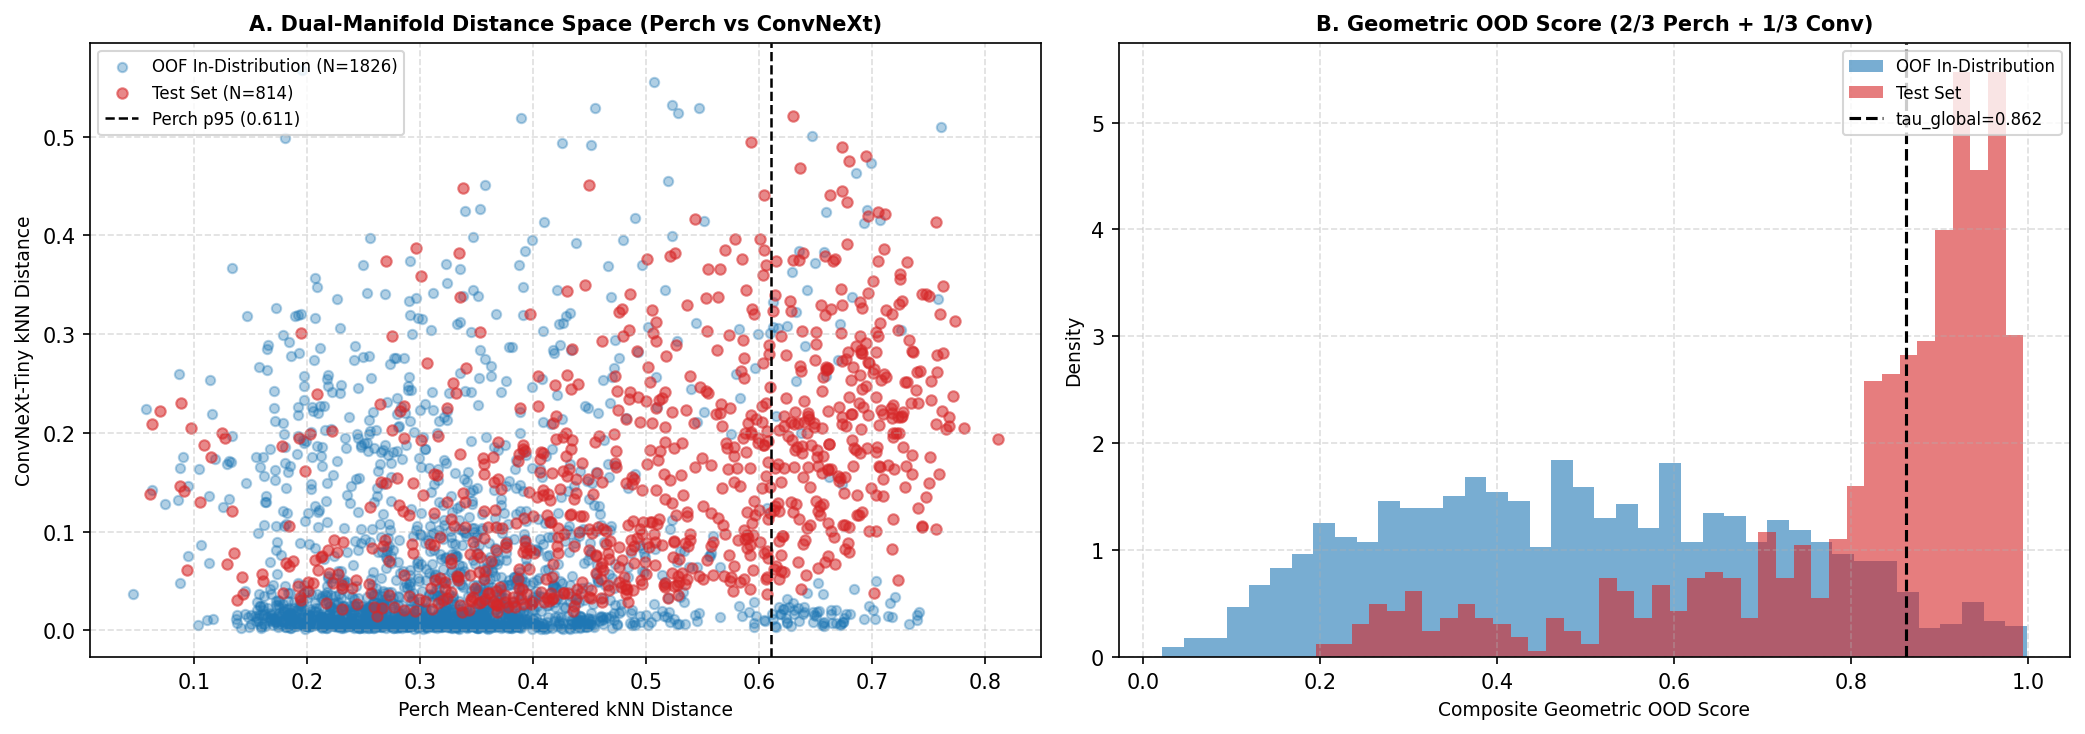 A. Dual-Manifold Distance Space (Perch vs ConvNeXt)
OOF In-Distribution (N=1826)
Test Set (N=814)
Perch p95 (0.611)
ConvNeXt-Tiny kNN Distance
0.5
0.4
0.3
0.2
0.1
0.0
0.1 0.2 0.3 0.4 0.5 0.6 0.7 0.8
Perch Mean-Centered kNN Distance
B. Geometric OOD Score (2/3 Perch + 1/3 Conv)
OOF In-Distribution
Test Set
tau_global=0.862
Density
5
4
3
2
1
0
0.0 0.2 0.4 0.6 0.8 1.0
Composite Geometric OOD Score